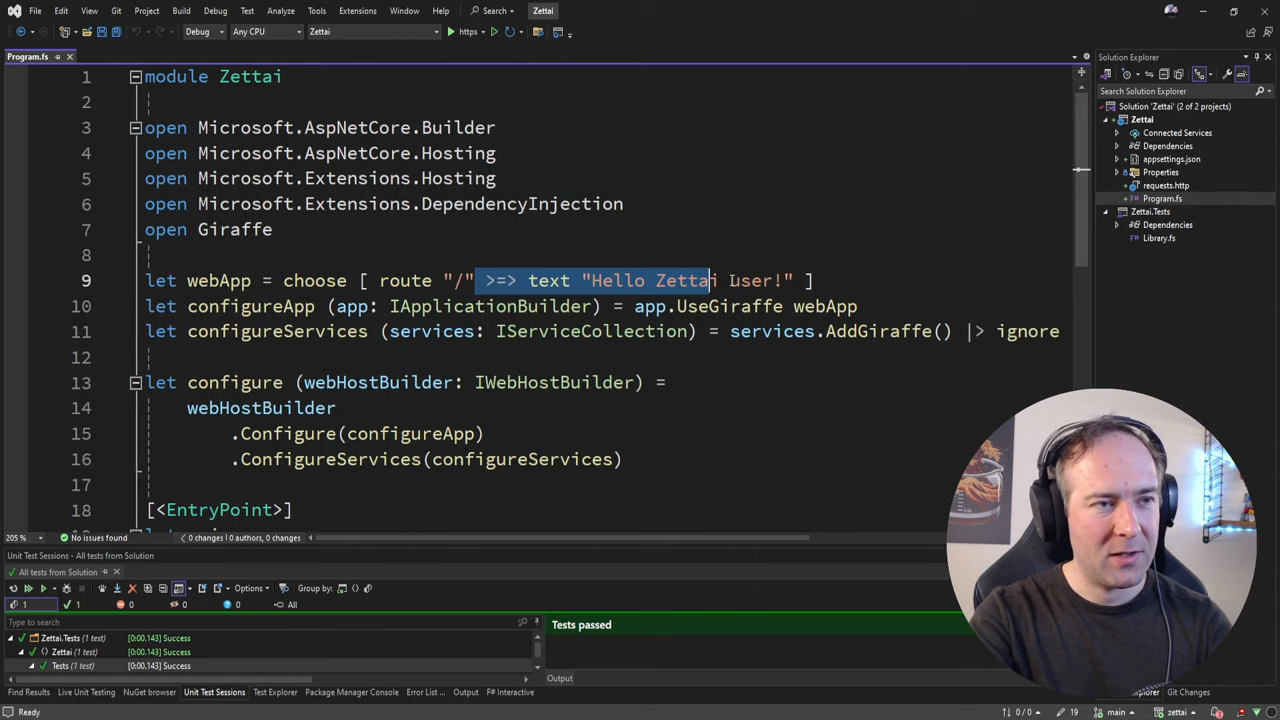 File Edit View Git Project Build Debug Test Analyze Tools Extensions Window Help Search Zettai
Debug Any CPU Zettai https
Program.fs
1 module Zettai
2
3 open Microsoft.AspNetCore.Builder
4 open Microsoft.AspNetCore.Hosting
5 open Microsoft.Extensions.Hosting
6 open Microsoft.Extensions.DependencyInjection
7 open Giraffe
8
9 let webApp = choose [ route "/" >=> text "Hello Zettai user!" ]
10 let configureApp (app: IApplicationBuilder) = app.UseGiraffe webApp
11 let configureServices (services: IServiceCollection) = services.AddGiraffe() |> ignore
12
13 let configure (webHostBuilder: IWebHostBuilder) =
14 webHostBuilder
15 .Configure(configureApp)
16 .ConfigureServices(configureServices)
17
18 [<EntryPoint>]
205 % No issues found 0 changes | 0 authors, 0 changes
Solution Explorer
Search Solution Explorer
Solution 'Zettai' (2 of 2 projects)
Zettai
Connected Services
Dependencies
appsettings.json
Properties
requests.http
Program.fs
Zettai.Tests
Dependencies
Library.fs
Unit Test Sessions - All tests from Solution
All tests from Solution
Options Group by: 
1 1 0 0 0 All
Type to search
Zettai.Tests (1 test) [0:00.143] Success
Zettai (1 test) [0:00.143] Success
Tests (1 test) [0:00.143] Success
Tests passed
Output
Find Results Live Unit Testing NuGet browser Unit Test Sessions Test Explorer Package Manager Console Error List ... Output F# Interactive
Git Changes
Ready 0 / 0 19 main zettai